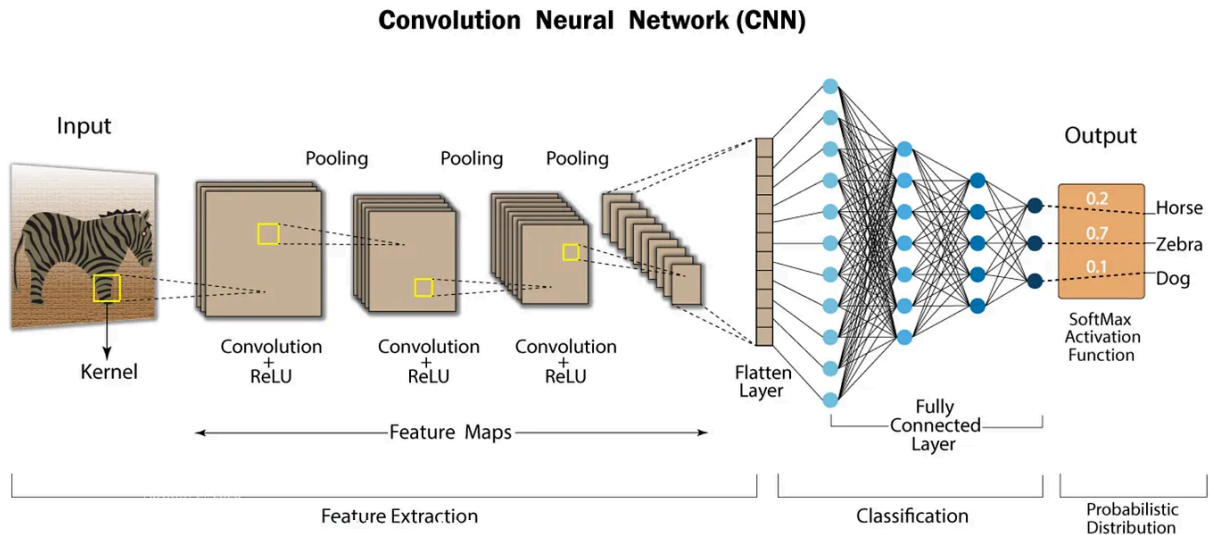 Convolution Neural Network (CNN)
Input
Output
Pooling
Pooling
Pooling
0.2
Horse
0.7
Zebra
0.1
Dog
Kernel
Convolution
+
ReLU
Convolution
+
ReLU
Convolution
+
ReLU
Flatten
Layer
SoftMax
Activation
Function
Feature Maps
Fully
Connected
Layer
Feature Extraction
Classification
Probabilistic
Distribution